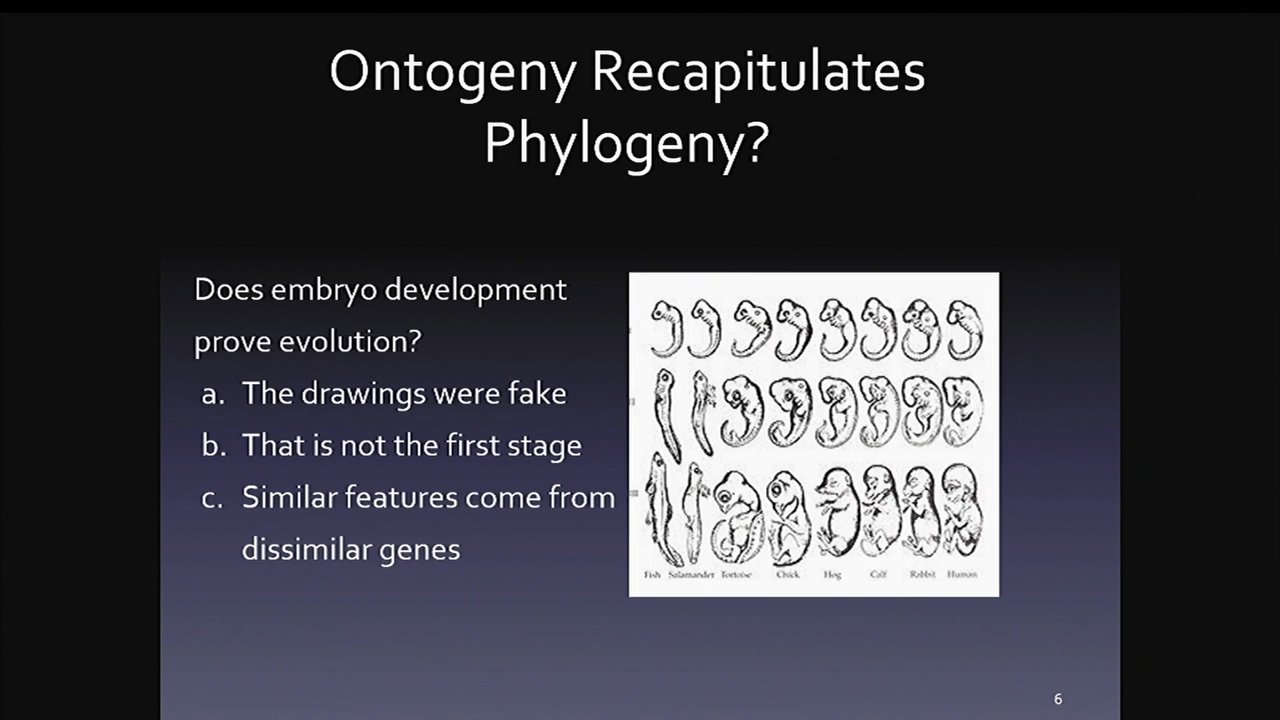 Ontogeny Recapitulates
Phylogeny?
Does embryo development
prove evolution?
a. The drawings were fake
b. That is not the first stage
c. Similar features come from
dissimilar genes
Fish Salamander Tortoise Chick Hog Calf Rabbit Human
6